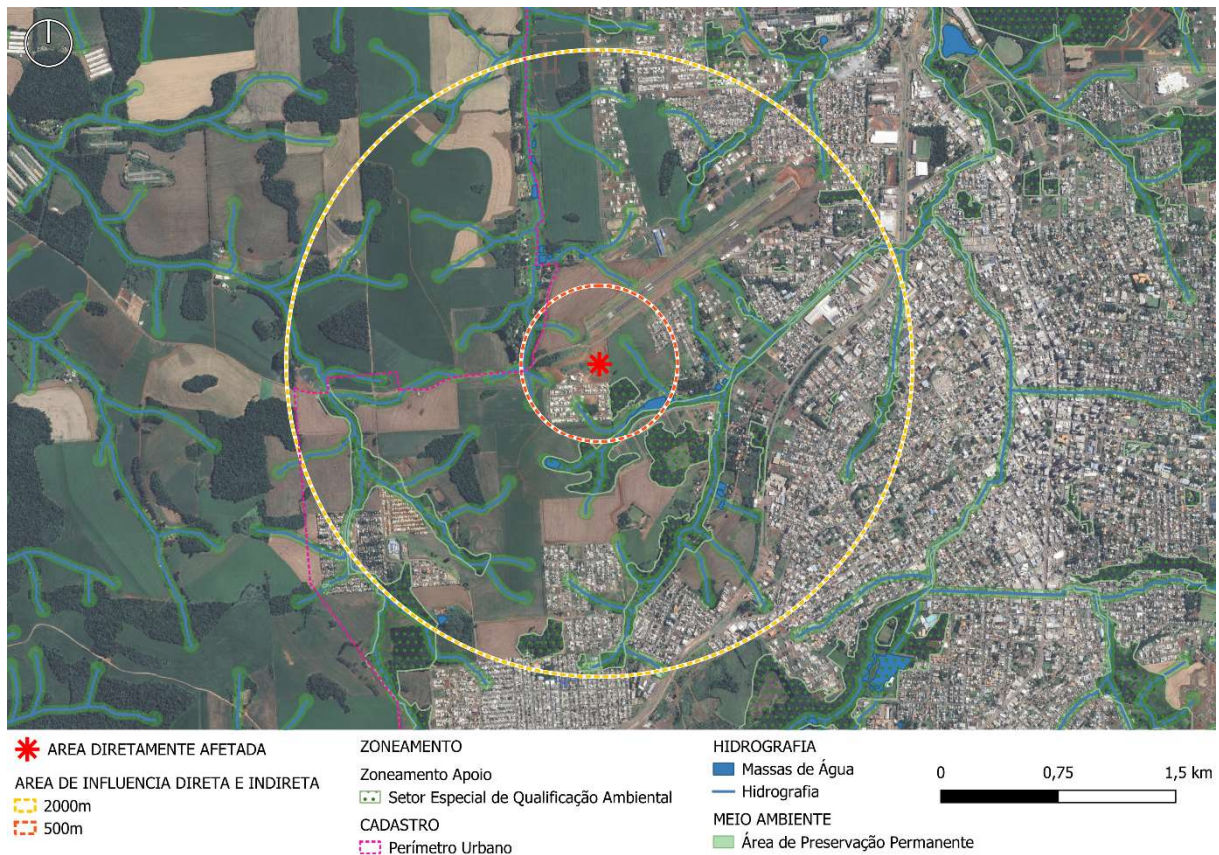 AREA DIRETAMENTE AFETADA
AREA DE INFLUENCIA DIRETA E INDIRETA
2000m
500m
ZONEAMENTO
Zoneamento Apoio
Setor Especial de Qualificação Ambiental
CADASTRO
Perímetro Urbano
HIDROGRAFIA
Massas de Água
Hidrografia
MEIO AMBIENTE
Área de Preservação Permanente
0 0,75 1,5 km